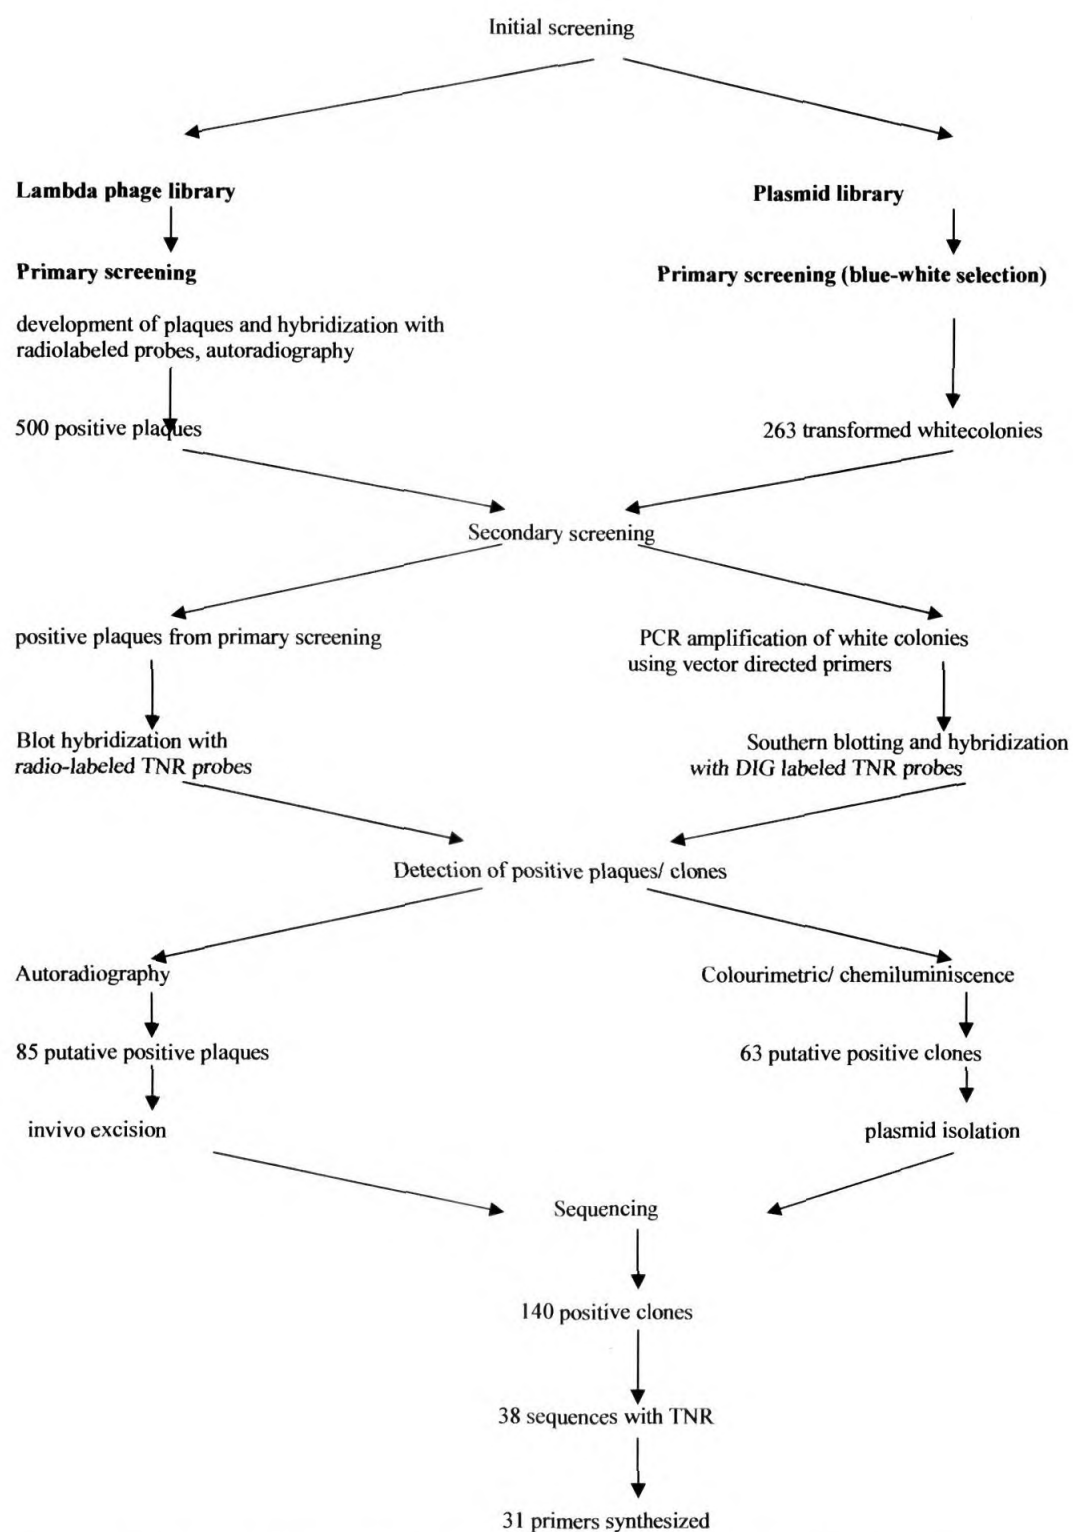 Initial screening
Lambda phage library
Plasmid library
Primary screening
Primary screening (blue-white selection)
development of plaques and hybridization with
radiolabeled probes, autoradiography
500 positive plaques
263 transformed whitecolonies
Secondary screening
positive plaques from primary screening
PCR amplification of white colonies
using vector directed primers
Blot hybridization with
radio-labeled TNR probes
Southern blotting and hybridization
with DIG labeled TNR probes
Detection of positive plaques/ clones
Autoradiography
Colourimetric/ chemiluminiscence
85 putative positive plaques
63 putative positive clones
invivo excision
plasmid isolation
Sequencing
140 positive clones
38 sequences with TNR
31 primers synthesized